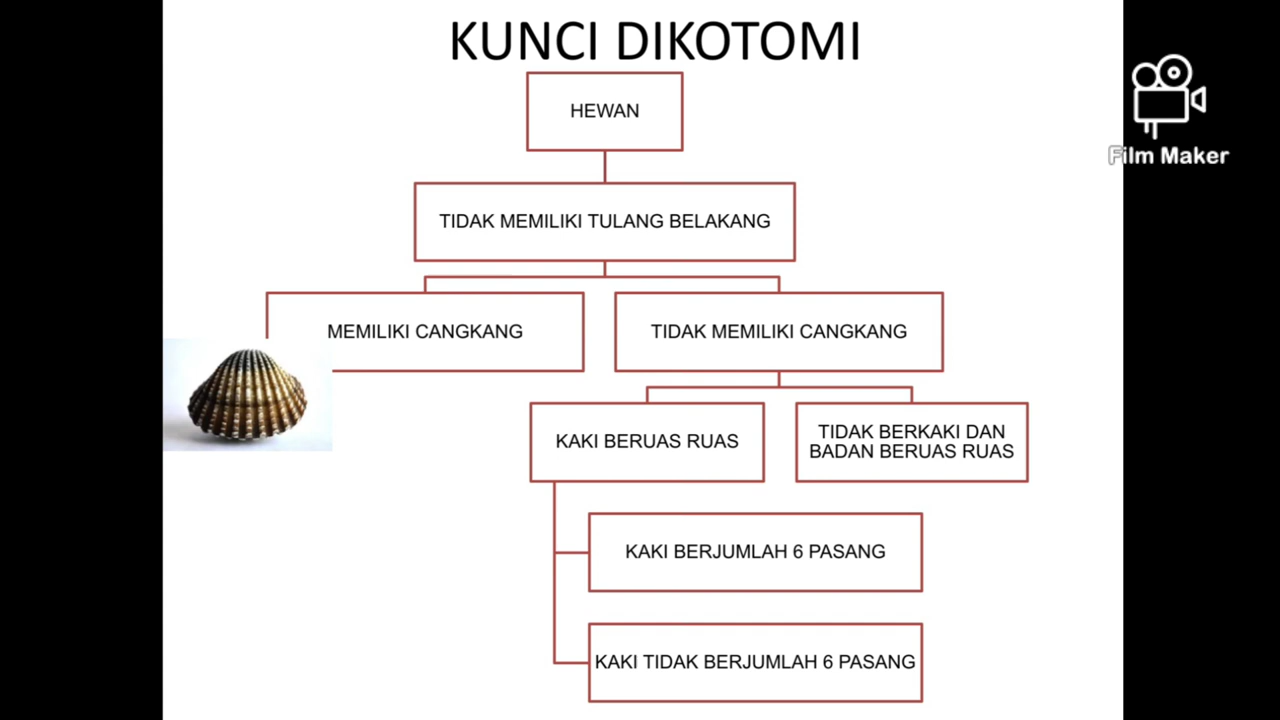 KUNCI DIKOTOMI
HEWAN
Film Maker
TIDAK MEMILIKI TULANG BELAKANG
MEMILIKI CANGKANG
TIDAK MEMILIKI CANGKANG
KAKI BERUAS RUAS
TIDAK BERKAKI DAN
BADAN BERUAS RUAS
KAKI BERJUMLAH 6 PASANG
KAKI TIDAK BERJUMLAH 6 PASANG